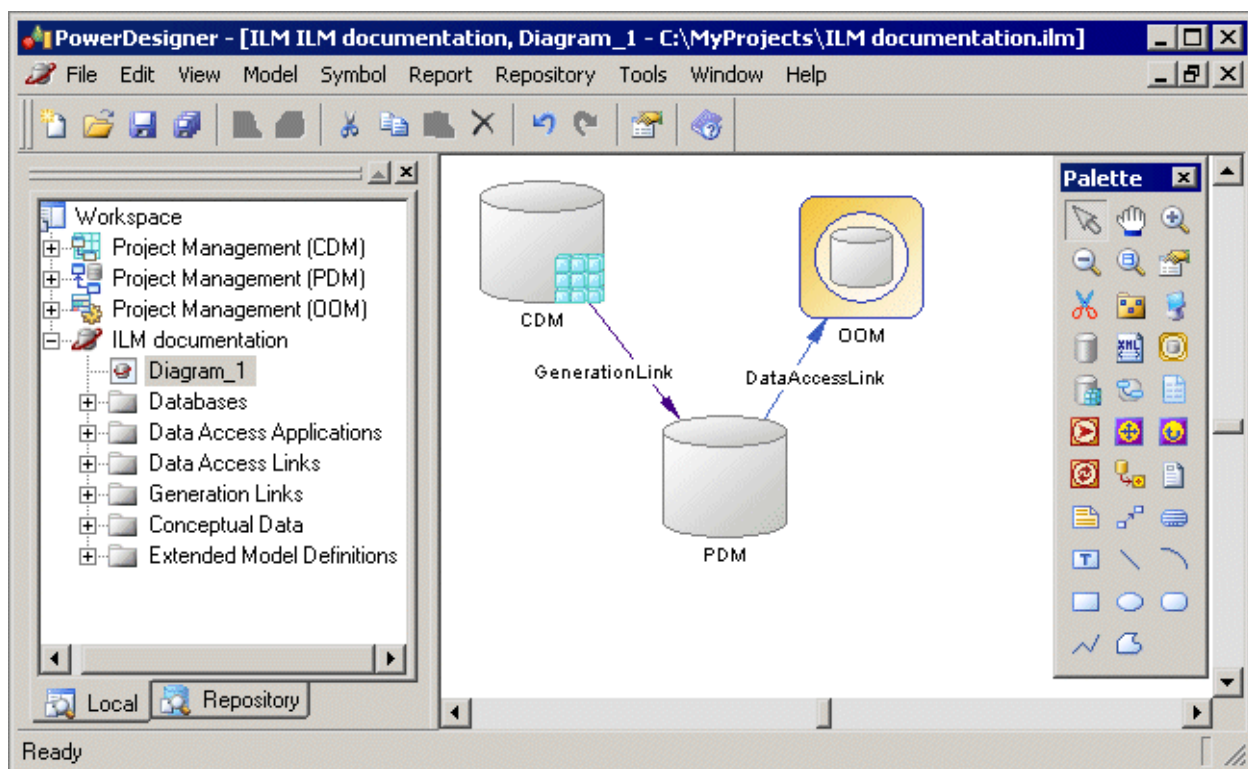 PowerDesigner - [ILM ILM documentation, Diagram_1 - C:\MyProjects\ILM documentation.ilm]
File Edit View Model Symbol Report Repository Tools Window Help
Workspace
Project Management (CDM)
Project Management (PDM)
Project Management (OOM)
ILM documentation
Diagram_1
Databases
Data Access Applications
Data Access Links
Generation Links
Conceptual Data
Extended Model Definitions
Local Repository
CDM
OOM
GenerationLink
DataAccessLink
PDM
Palette
XML
T
Ready